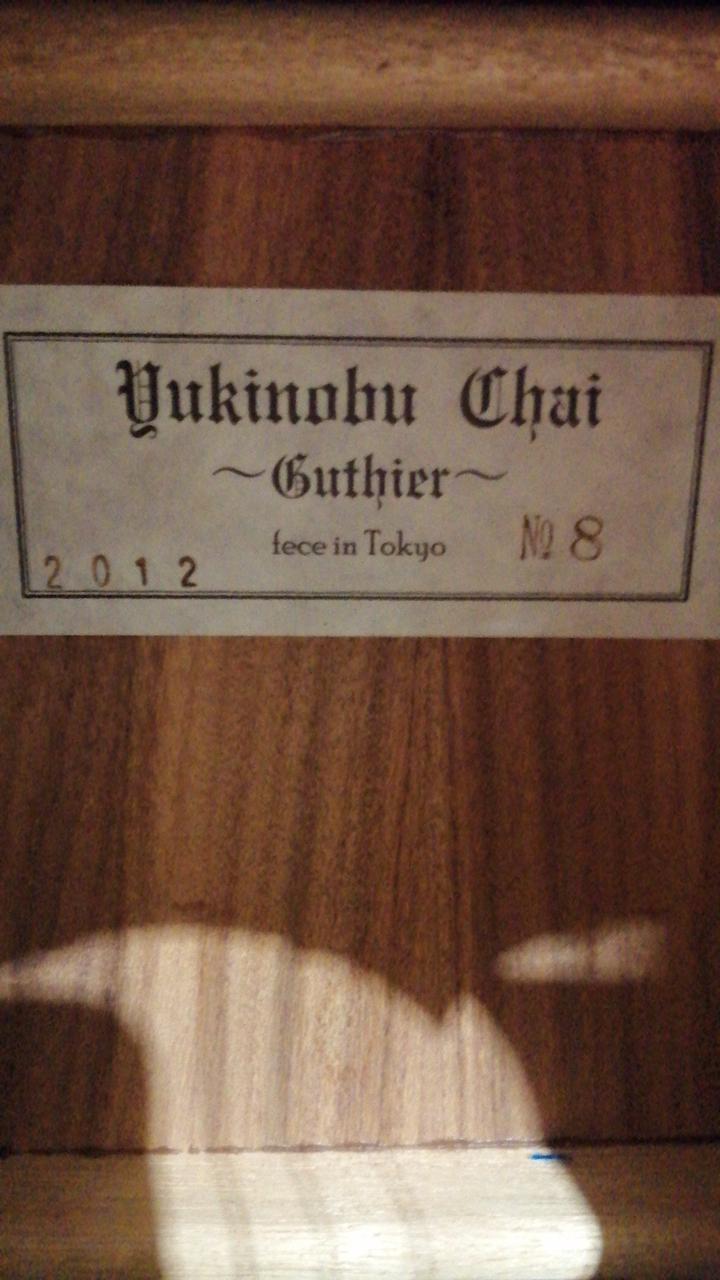 Yukinobu Chai
~Guthier~
fece in Tokyo № 8
2012